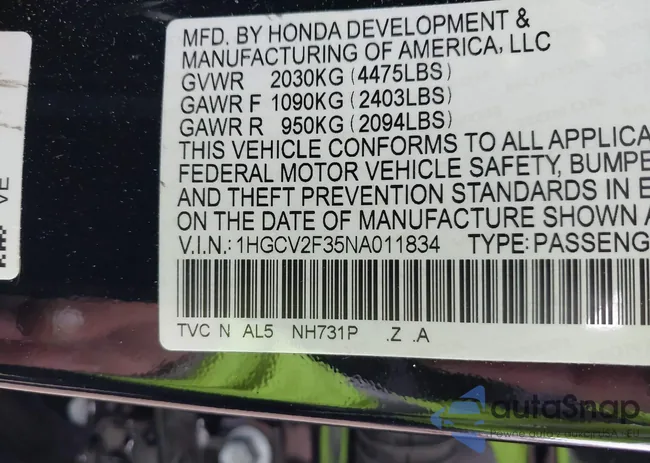 MFD. BY HONDA DEVELOPMENT &
MANUFACTURING OF AMERICA, LLC
GVWR 2030KG (4475LBS)
GAWR F 1090KG (2403LBS)
GAWR R 950KG (2094LBS)
THIS VEHICLE CONFORMS TO ALL APPLICA
FEDERAL MOTOR VEHICLE SAFETY, BUMPE
AND THEFT PREVENTION STANDARDS IN E
ON THE DATE OF MANUFACTURE SHOWN A
V.I.N.: 1HGCV2F35NA011834 TYPE: PASSENG
TVC N AL5 NH731P .Z .A
VE
autoSnap